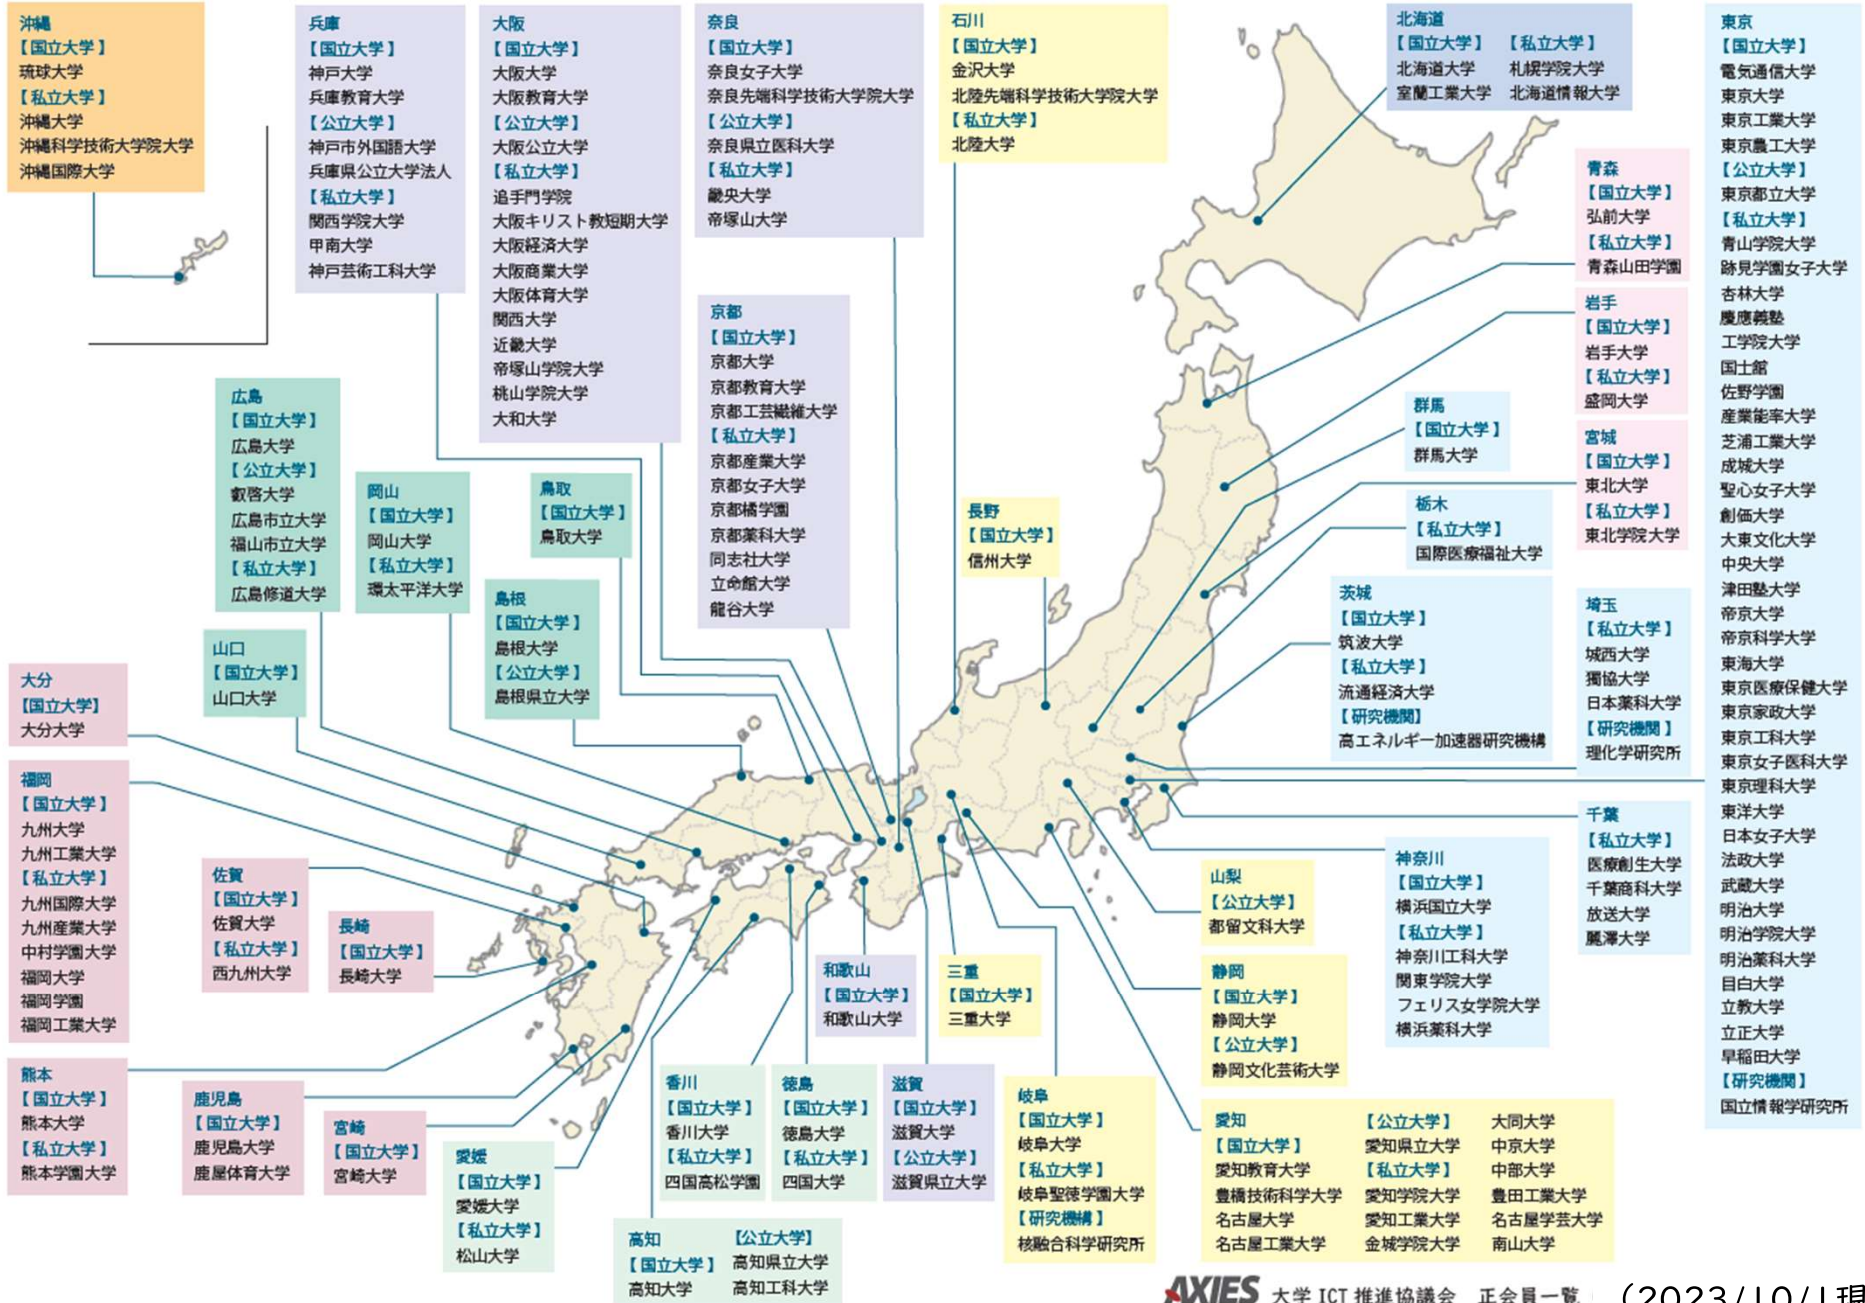 沖縄
【国立大学】
琉球大学
【私立大学】
沖縄大学
沖縄科学技術大学院大学
沖縄国際大学
兵庫
【国立大学】
神戸大学
兵庫教育大学
【公立大学】
神戸市外国語大学
兵庫県公立大学法人
【私立大学】
関西学院大学
甲南大学
神戸芸術工科大学
大阪
【国立大学】
大阪大学
大阪教育大学
【公立大学】
大阪公立大学
【私立大学】
追手門学院
大阪キリスト教短期大学
大阪経済大学
大阪商業大学
大阪体育大学
関西大学
近畿大学
帝塚山学院大学
桃山学院大学
大和大学
奈良
【国立大学】
奈良女子大学
奈良先端科学技術大学院大学
【公立大学】
奈良県立医科大学
【私立大学】
畿央大学
帝塚山大学
石川
【国立大学】
金沢大学
北陸先端科学技術大学院大学
【私立大学】
北陸大学
北海道
【国立大学】 【私立大学】
北海道大学 札幌学院大学
室蘭工業大学 北海道情報大学
東京
【国立大学】
電気通信大学
東京大学
東京工業大学
東京農工大学
【公立大学】
東京都立大学
【私立大学】
青山学院大学
跡見学園女子大学
杏林大学
慶應義塾
工学院大学
国士館
佐野学園
産業能率大学
芝浦工業大学
成城大学
聖心女子大学
創価大学
大東文化大学
中央大学
津田塾大学
帝京大学
帝京科学大学
東海大学
東京医療保健大学
東京家政大学
東京工科大学
東京女子医科大学
東京理科大学
東洋大学
日本女子大学
法政大学
武蔵大学
明治大学
明治学院大学
明治薬科大学
目白大学
立教大学
立正大学
早稲田大学
【研究機関】
国立情報学研究所
青森
【国立大学】
弘前大学
【私立大学】
青森山田学園
岩手
【国立大学】
岩手大学
【私立大学】
盛岡大学
宮城
【国立大学】
東北大学
【私立大学】
東北学院大学
群馬
【国立大学】
群馬大学
栃木
【私立大学】
国際医療福祉大学
茨城
【国立大学】
筑波大学
【私立大学】
流通経済大学
【研究機関】
高エネルギー加速器研究機構
埼玉
【私立大学】
城西大学
獨協大学
日本薬科大学
【研究機関】
理化学研究所
千葉
【私立大学】
医療創生大学
千葉商科大学
放送大学
麗澤大学
神奈川
【国立大学】
横浜国立大学
【私立大学】
神奈川工科大学
関東学院大学
フェリス女学院大学
横浜薬科大学
京都
【国立大学】
京都大学
京都教育大学
京都工芸繊維大学
【私立大学】
京都産業大学
京都女子大学
京都橘学園
京都薬科大学
同志社大学
立命館大学
龍谷大学
長野
【国立大学】
信州大学
広島
【国立大学】
広島大学
【公立大学】
叡啓大学
広島市立大学
福山市立大学
【私立大学】
広島修道大学
岡山
【国立大学】
岡山大学
【私立大学】
環太平洋大学
鳥取
【国立大学】
鳥取大学
島根
【国立大学】
島根大学
【公立大学】
島根県立大学
山口
【国立大学】
山口大学
大分
【国立大学】
大分大学
福岡
【国立大学】
九州大学
九州工業大学
【私立大学】
九州国際大学
九州産業大学
中村学園大学
福岡大学
福岡学園
福岡工業大学
佐賀
【国立大学】
佐賀大学
【私立大学】
西九州大学
長崎
【国立大学】
長崎大学
熊本
【国立大学】
熊本大学
【私立大学】
熊本学園大学
鹿児島
【国立大学】
鹿児島大学
鹿屋体育大学
宮崎
【国立大学】
宮崎大学
愛媛
【国立大学】
愛媛大学
【私立大学】
松山大学
高知 【公立大学】
【国立大学】 高知県立大学
高知大学 高知工科大学
香川
【国立大学】
香川大学
【私立大学】
四国高松学園
徳島
【国立大学】
徳島大学
【私立大学】
四国大学
和歌山
【国立大学】
和歌山大学
滋賀
【国立大学】
滋賀大学
【公立大学】
滋賀県立大学
三重
【国立大学】
三重大学
岐阜
【国立大学】
岐阜大学
【私立大学】
岐阜聖徳学園大学
【研究機構】
核融合科学研究所
山梨
【公立大学】
都留文科大学
静岡
【国立大学】
静岡大学
【公立大学】
静岡文化芸術大学
愛知 【公立大学】 大同大学
【国立大学】 愛知県立大学 中京大学
愛知教育大学 【私立大学】 中部大学
豊橋技術科学大学 愛知学院大学 豊田工業大学
名古屋大学 愛知工業大学 名古屋学芸大学
名古屋工業大学 金城学院大学 南山大学
AXIES 大学 ICT 推進協議会 正会員一覧 (2023/10/1現